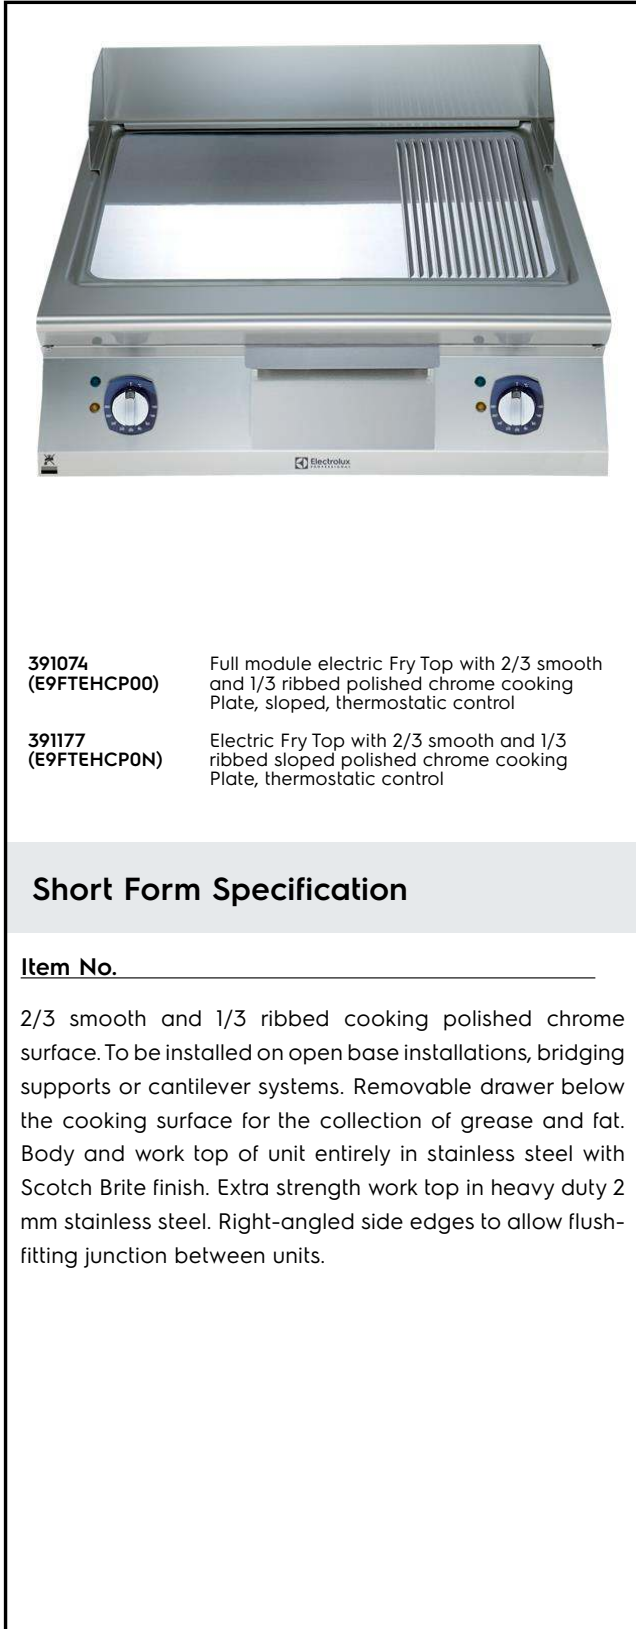 Electrolux
PROFESSIONAL
391074
(E9FTEHCP00)
Full module electric Fry Top with 2/3 smooth
and 1/3 ribbed polished chrome cooking
Plate, sloped, thermostatic control
391177
(E9FTEHCP0N)
Electric Fry Top with 2/3 smooth and 1/3
ribbed sloped polished chrome cooking
Plate, thermostatic control
Short Form Specification
Item No.
2/3 smooth and 1/3 ribbed cooking polished chrome
surface. To be installed on open base installations, bridging
supports or cantilever systems. Removable drawer below
the cooking surface for the collection of grease and fat.
Body and work top of unit entirely in stainless steel with
Scotch Brite finish. Extra strength work top in heavy duty 2
mm stainless steel. Right-angled side edges to allow flush-
fitting junction between units.